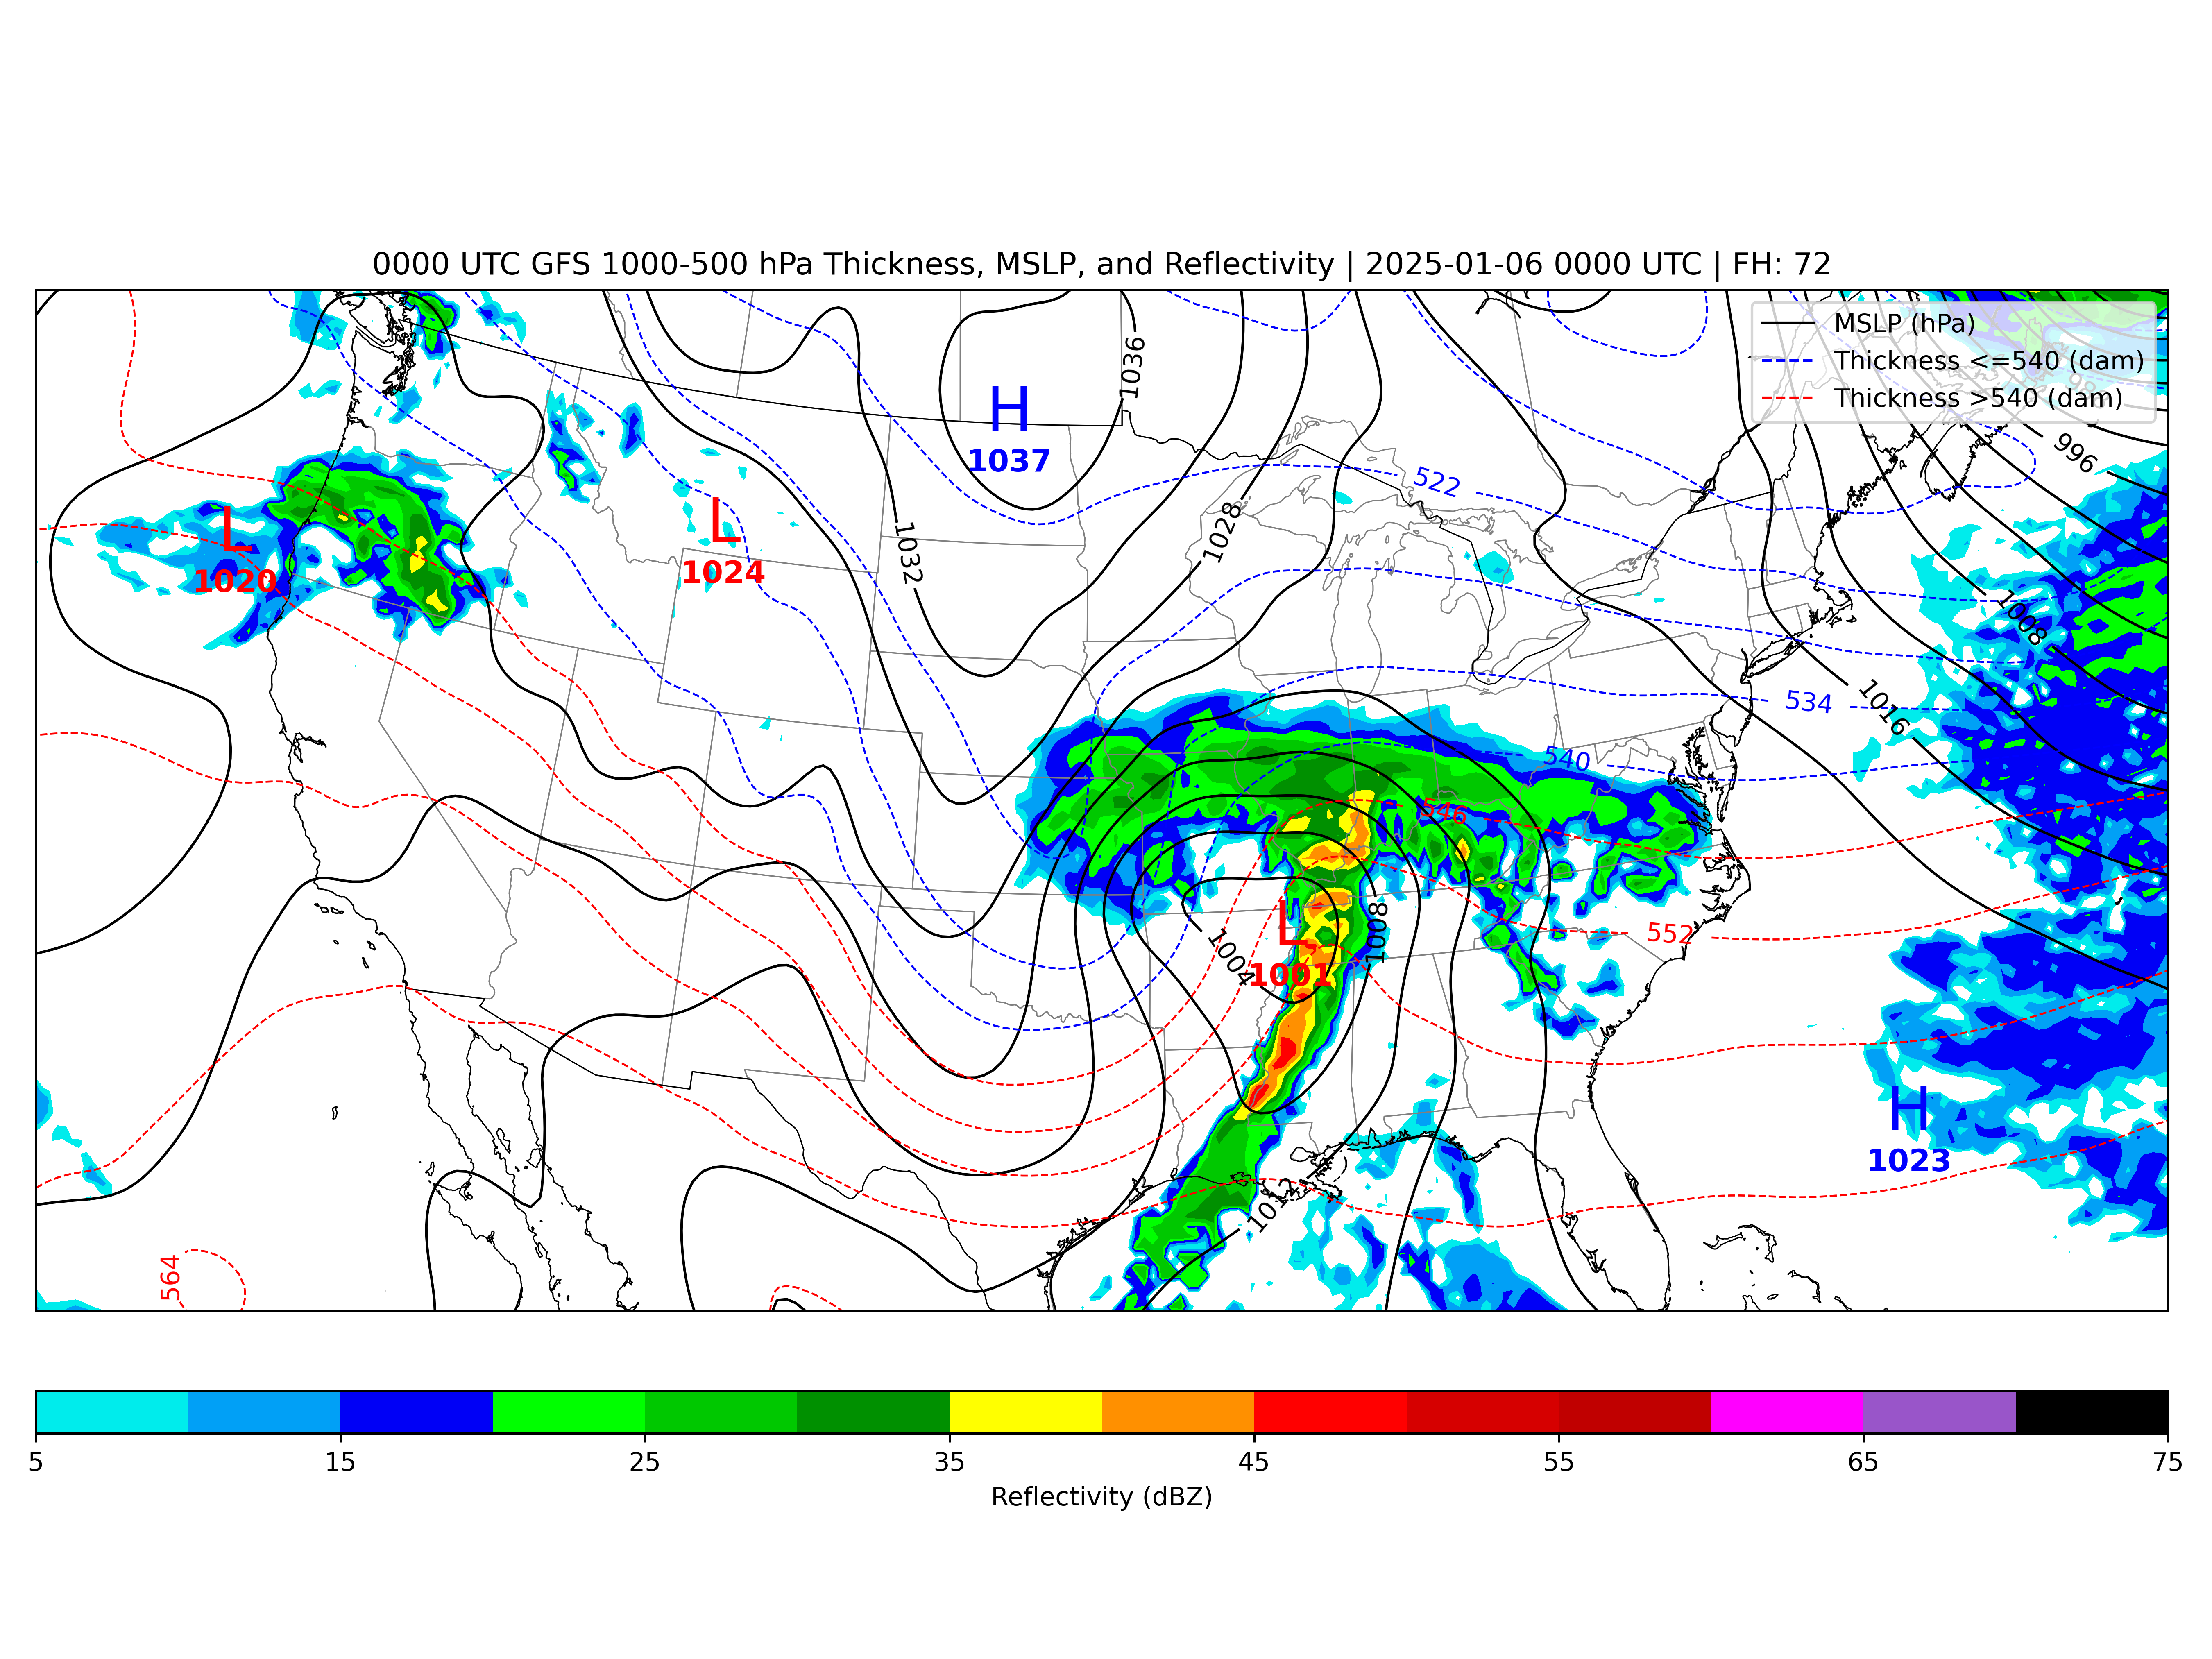 0000 UTC GFS 1000-500 hPa Thickness, MSLP, and Reflectivity | 2025-01-06 0000 UTC | FH: 72
MSLP (hPa)
Thickness <=540 (dam)
Thickness >540 (dam)
1036
H
1037
996
522
L
1020
L
1024
1032
1028
1008
534
1016
540
546
L
1001
1004
1008
552
H
1023
1012
564
5 15 25 35 45 55 65 75
Reflectivity (dBZ)